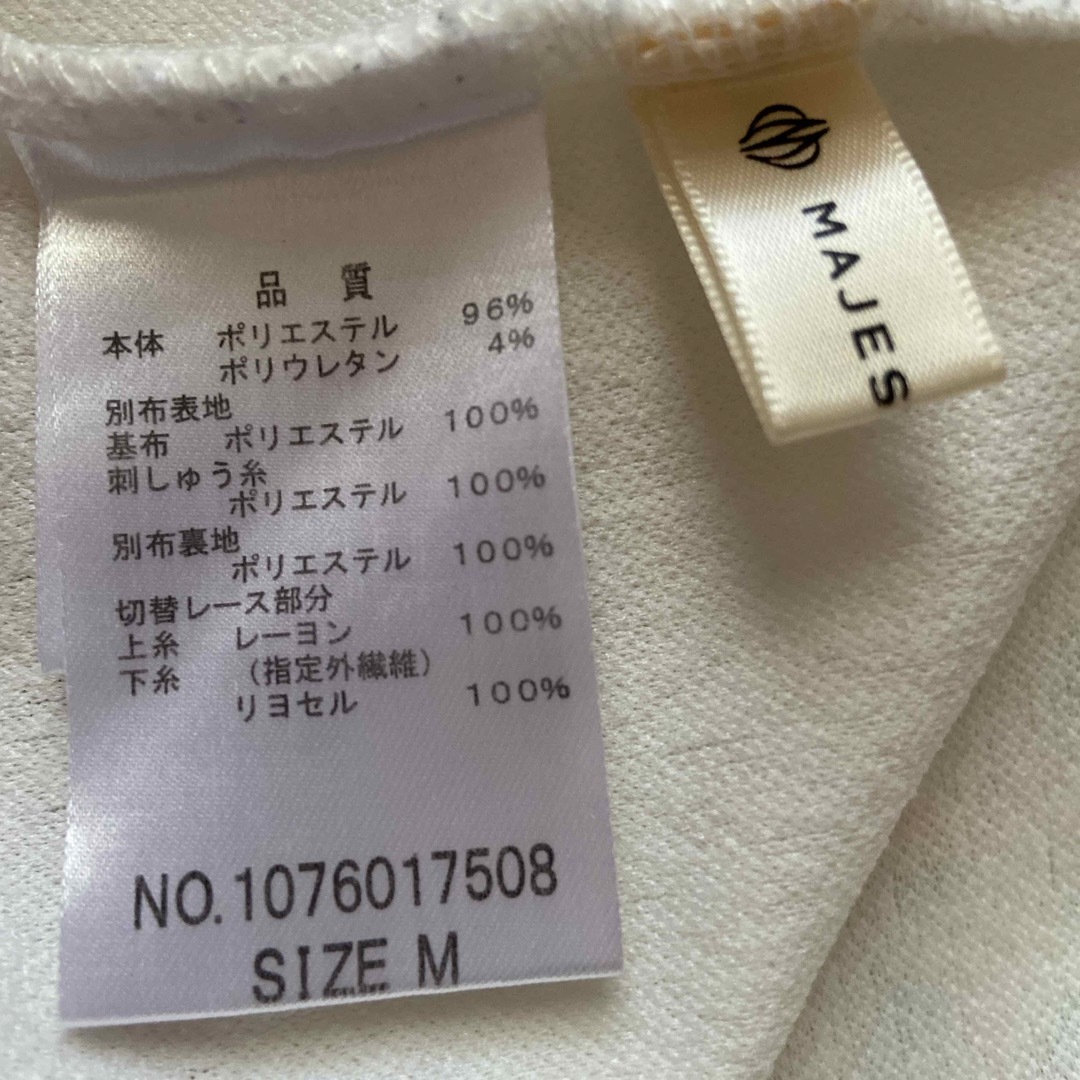 品 質
本体 ポリエステル 96%
ポリウレタン 4%
別布表地
基布 ポリエステル 100%
刺しゅう糸
ポリエステル 100%
別布裏地
ポリエステル 100%
切替レース部分
上糸 レーヨン 100%
下糸 (指定外繊維)
リヨセル 100%
NO.1076017508
SIZE M
MAJES